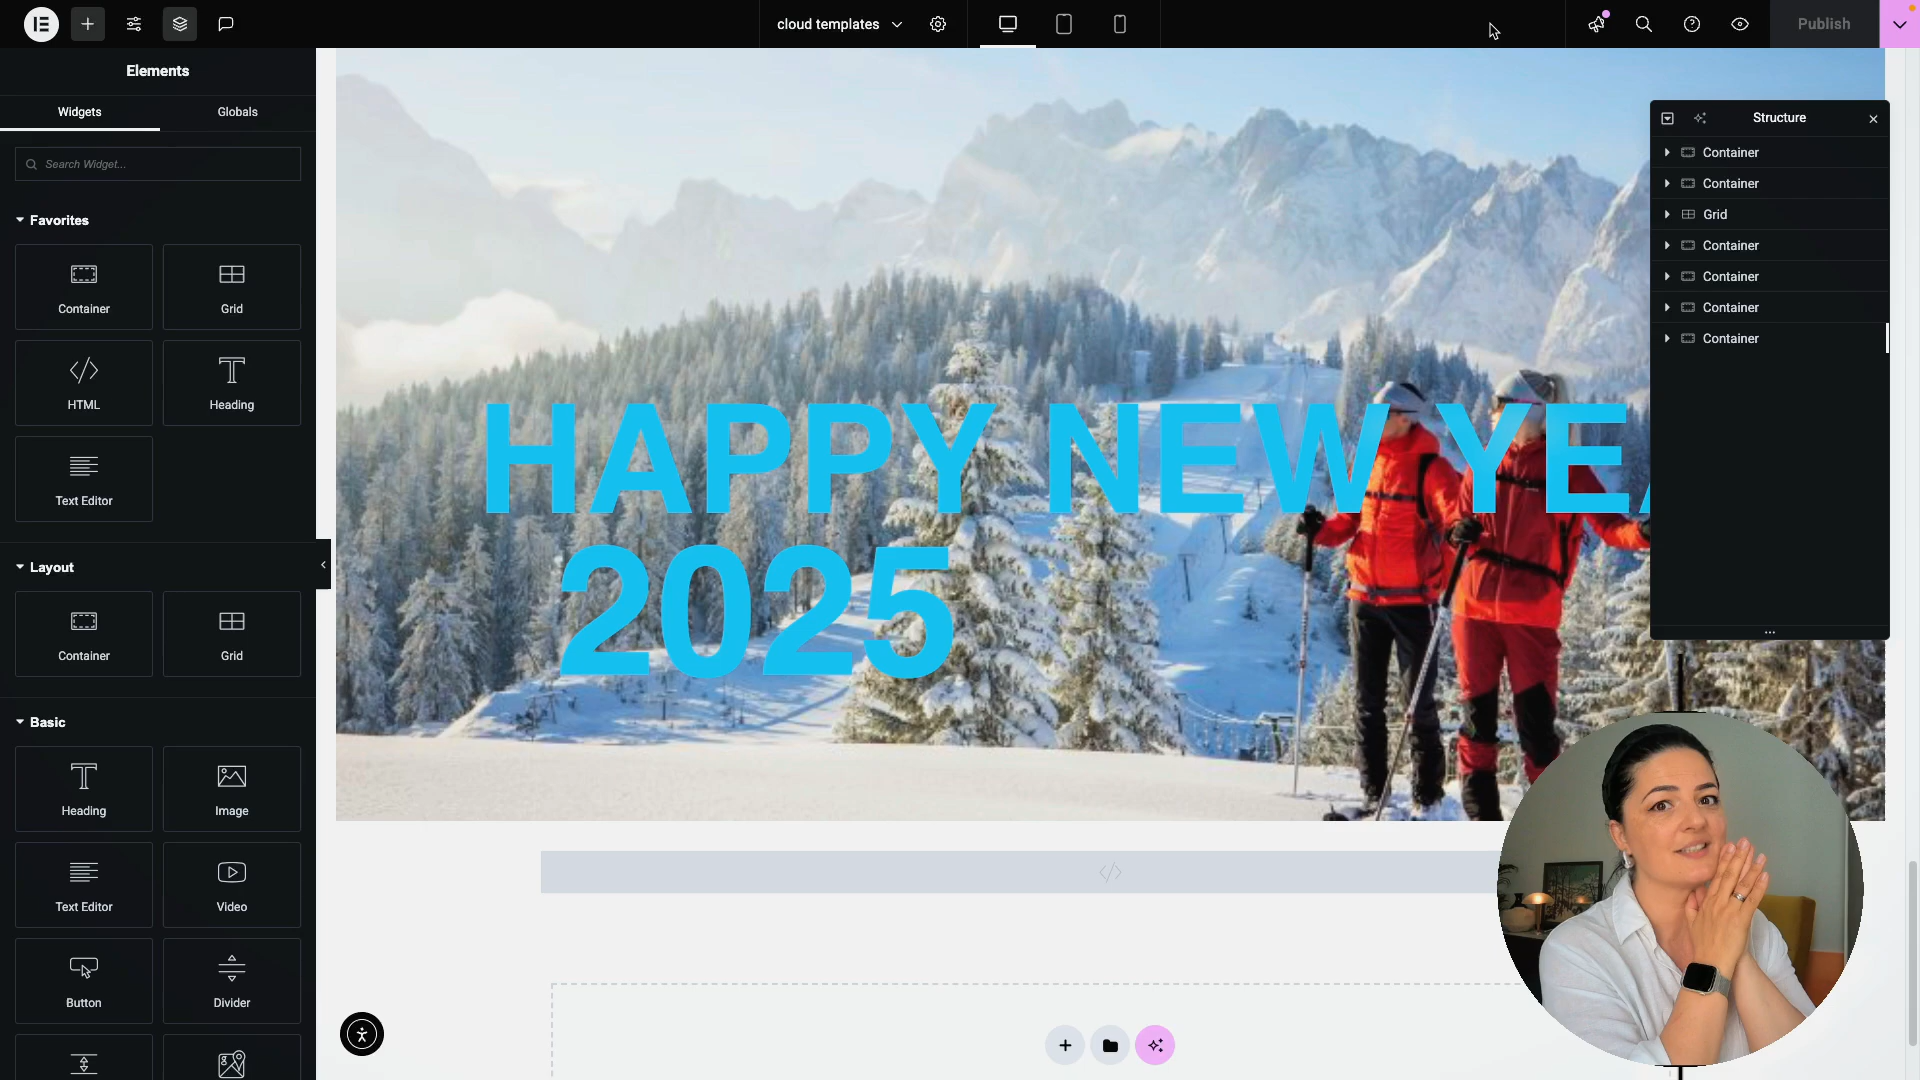 cloud templates
Publish
Elements
Widgets
Globals
Search Widget...
Favorites
Container
Grid
HTML
Heading
Text Editor
Layout
Container
Grid
Basic
Heading
Image
Text Editor
Video
Button
Divider
HAPPY NEW YEA
2025
Structure
Container
Container
Grid
Container
Container
Container
Container